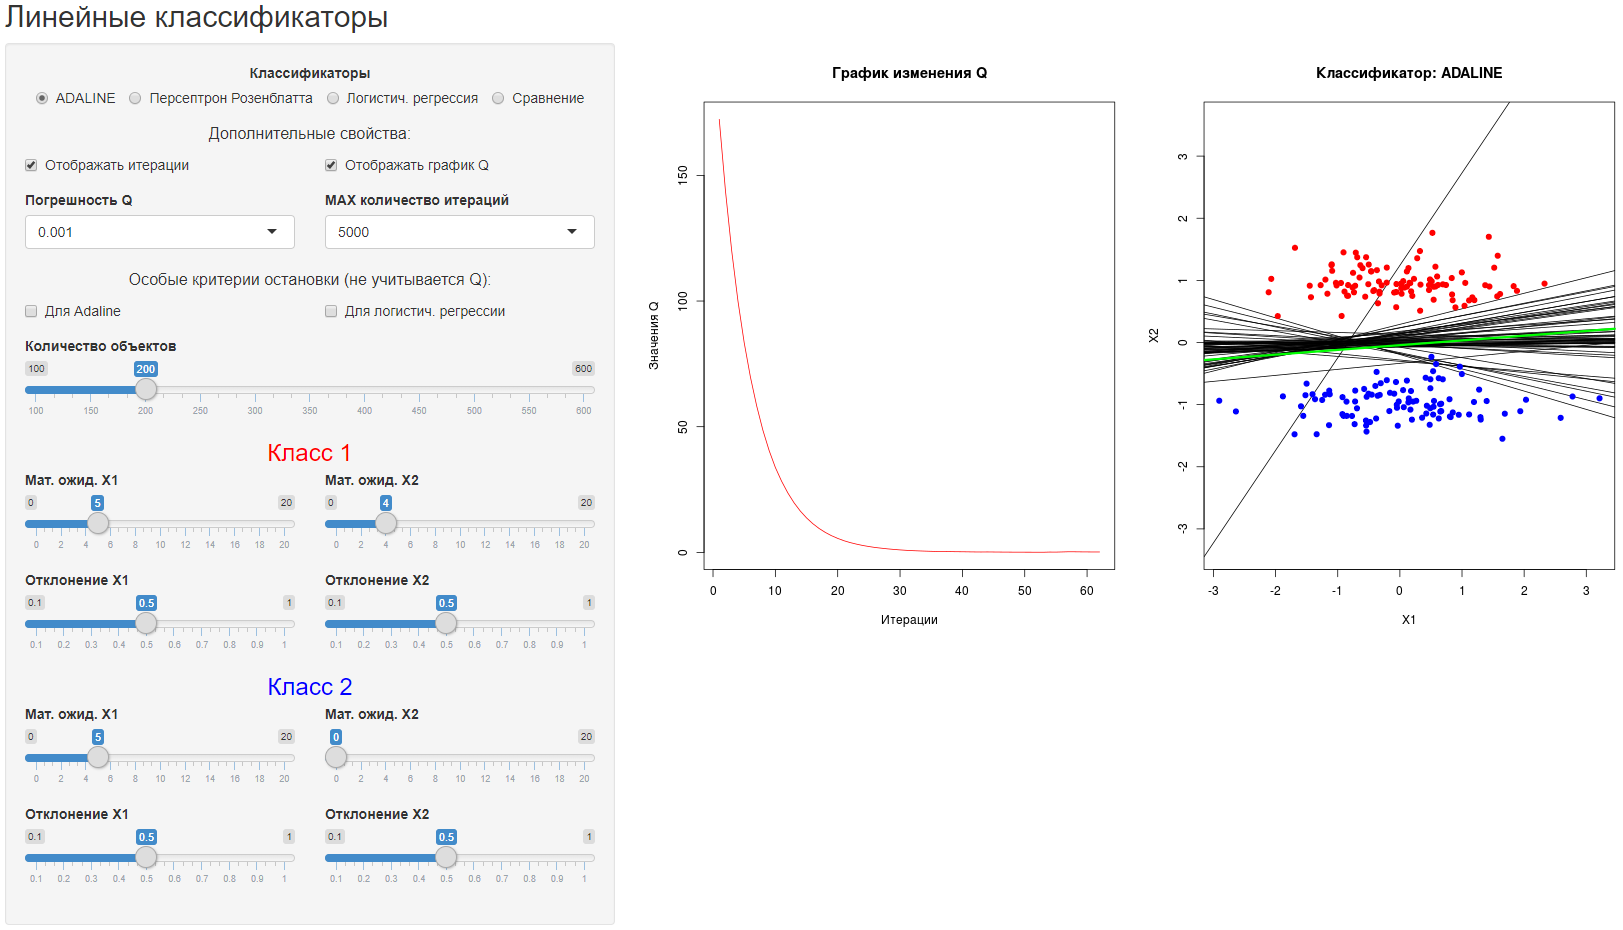 Линейные классификаторы
Классификаторы
ADALINE Персептрон Розенблатта Логистич. регрессия Сравнение
Дополнительные свойства:
Отображать итерации Отображать график Q
Погрешность Q MAX количество итераций
0.001 5000
Особые критерии остановки (не учитывается Q):
Для Adaline Для логистич. регрессии
Количество объектов
100 200 600
100 150 200 250 300 350 400 450 500 550 600
Класс 1
Мат. ожид. X1 Мат. ожид. X2
0 5 20 0 4 20
0 2 4 6 8 10 12 14 16 18 20 0 2 4 6 8 10 12 14 16 18 20
Отклонение X1 Отклонение X2
0.1 0.5 1 0.1 0.5 1
0.1 0.2 0.3 0.4 0.5 0.6 0.7 0.8 0.9 1 0.1 0.2 0.3 0.4 0.5 0.6 0.7 0.8 0.9 1
Класс 2
Мат. ожид. X1 Мат. ожид. X2
0 5 20 0 20
0 2 4 6 8 10 12 14 16 18 20 0 2 4 6 8 10 12 14 16 18 20
Отклонение X1 Отклонение X2
0.1 0.5 1 0.1 0.5 1
0.1 0.2 0.3 0.4 0.5 0.6 0.7 0.8 0.9 1 0.1 0.2 0.3 0.4 0.5 0.6 0.7 0.8 0.9 1
График изменения Q
Значения Q
150
100
50
0
0 10 20 30 40 50 60
Итерации
Классификатор: ADALINE
X2
3
2
1
0
-1
-2
-3
-3 -2 -1 0 1 2 3
X1